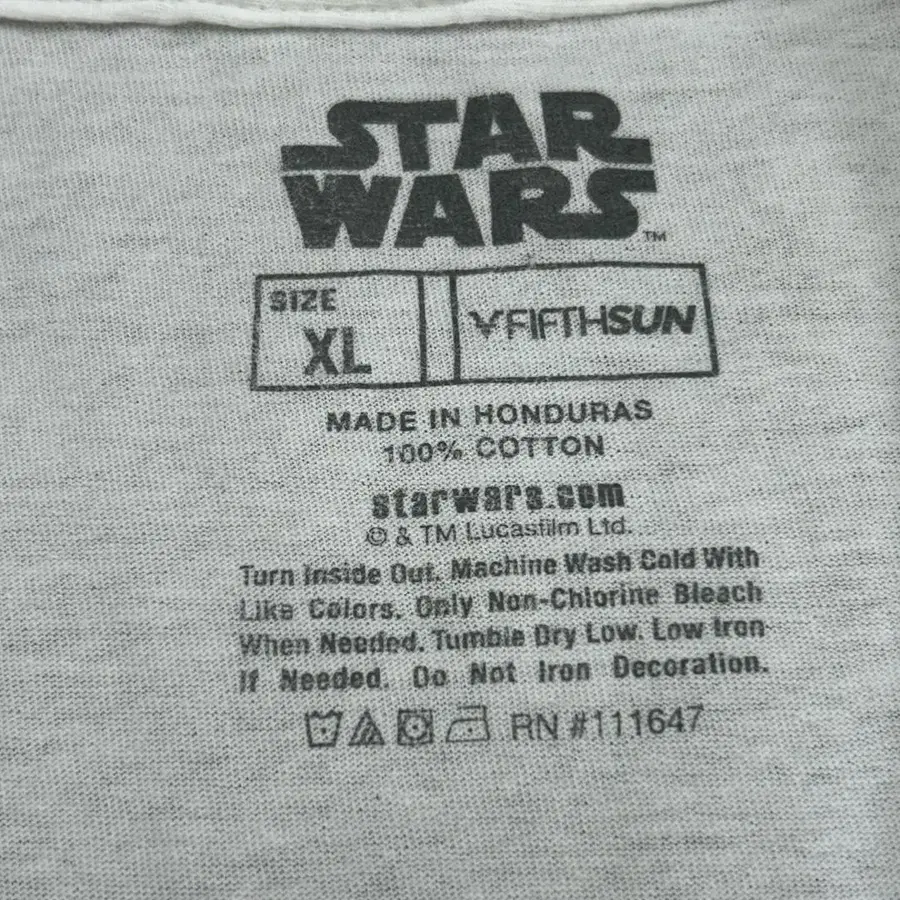 STAR
WARS™
SIZE
XL
FIFTHSUN
MADE IN HONDURAS
100% COTTON
starwars.com
© & TM Lucasfilm Ltd.
Turn Inside Out. Machine Wash Cold With
Like Colors. Only Non-Chlorine Bleach
When Needed. Tumble Dry Low. Low Iron
If Needed. Do Not Iron Decoration.
RN #111647